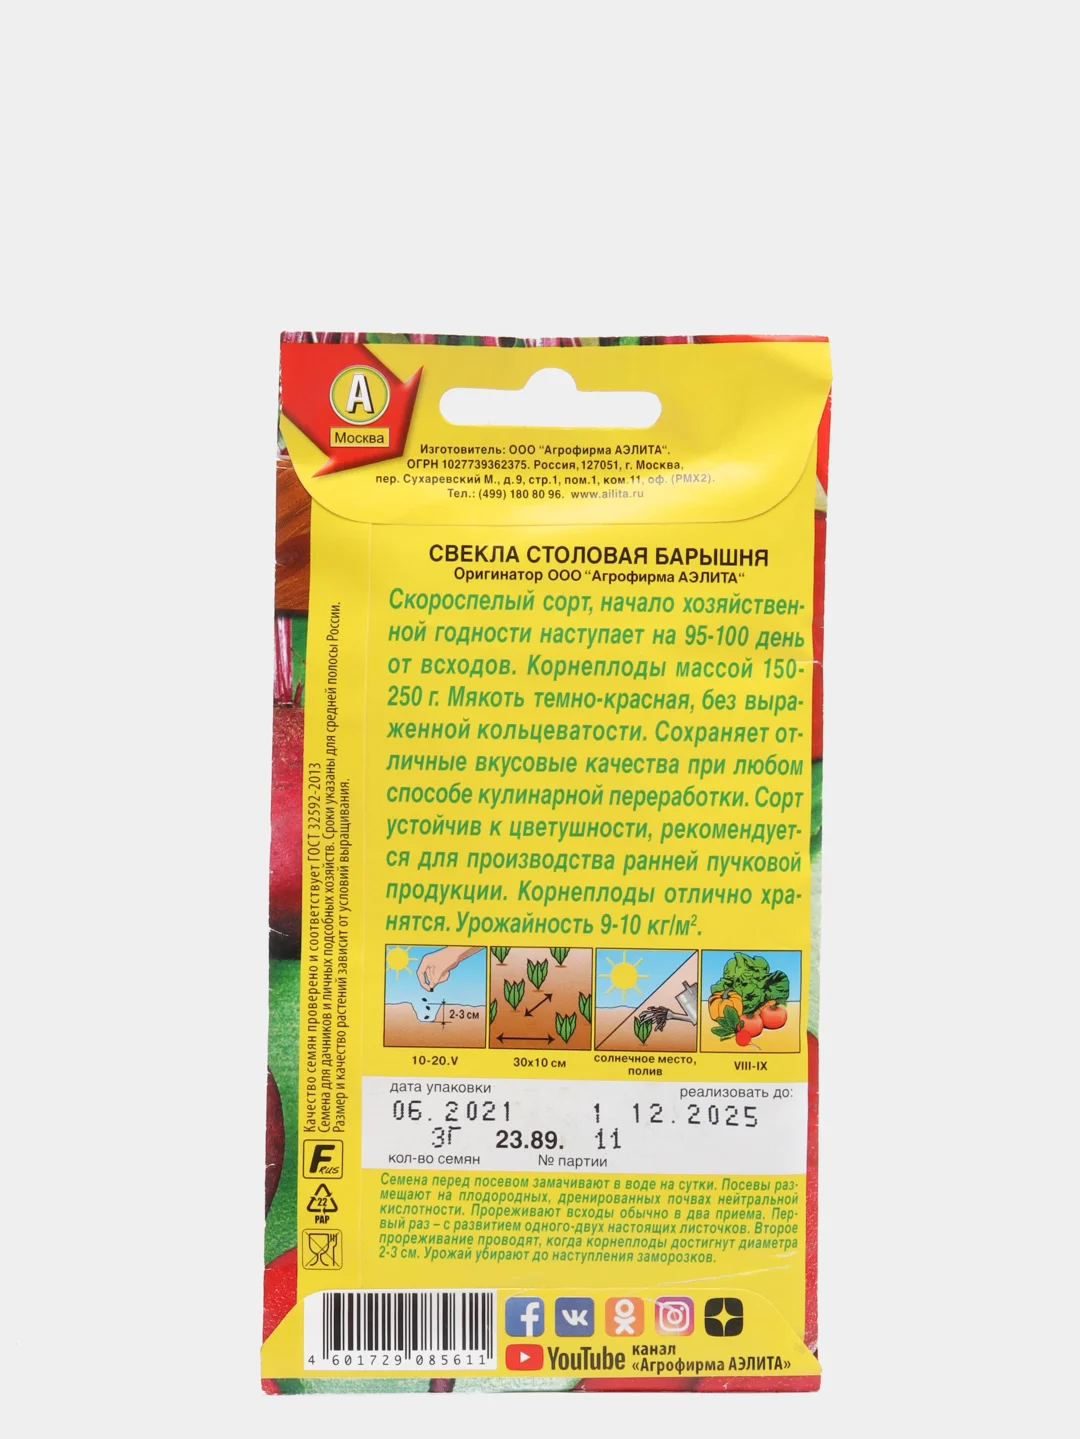 А
Москва
Изготовитель: ООО "Агрофирма АЭЛИТА".
ОГРН 1027739362375. Россия,127051, г. Москва,
пер. Сухаревский М., д.9, стр.1, пом.1, ком.11, оф. (РМХ2).
Тел.: (499) 180 80 96. www.ailita.ru
СВЕКЛА СТОЛОВАЯ БАРЫШНЯ
Оригинатор ООО "Агрофирма АЭЛИТА"
Скороспелый сорт, начало хозяйствен-
ной годности наступает на 95-100 день
от всходов. Корнеплоды массой 150-
250 г. Мякоть темно-красная, без выра-
женной кольцеватости. Сохраняет от-
личные вкусовые качества при любом
способе кулинарной переработки. Сорт
устойчив к цветушности, рекомендует-
ся для производства ранней пучковой
продукции. Корнеплоды отлично хра-
нятся. Урожайность 9-10 кг/м².
2-3 см
10-20.V
30х10 см
солнечное место,
полив
VIII-IX
дата упаковки
реализовать до:
06.2021
1 12.2025
3Г 23.89. 11
кол-во семян
№ партии
Семена перед посевом замачивают в воде на сутки. Посевы раз-
мещают на плодородных, дренированных почвах нейтральной
кислотности. Прореживают всходы обычно в два приема. Пер-
вый раз – с развитием одного-двух настоящих листочков. Второе
прореживание проводят, когда корнеплоды достигнут диаметра
2-3 см. Урожай убирают до наступления заморозков.
Качество семян проверено и соответствует ГОСТ 32592-2013
Семена для дачников и личных подсобных хозяйств. Сроки указаны для средней полосы России.
Размер и качество растений зависит от условий выращивания.
F RUS
22
PAP
4 601729 085611
YouTube
канал
«Агрофирма АЭЛИТА»